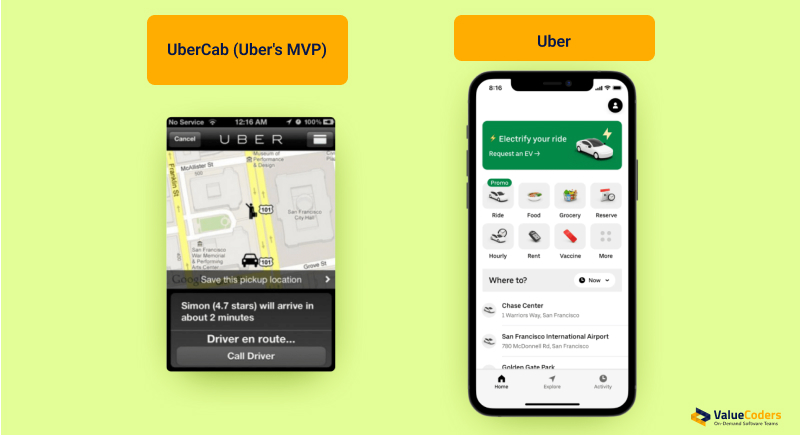 UberCab (Uber's MVP)
No Service 12:16 AM 100%
Cancel
UBER
Museum of
Performance
& Design
McAllister St
Franklin St
101
San Francisco
City Hall
San Francisco
War Memorial
& Performing
Arts Center
101
Grove St
Save this pickup location
Simon (4.7 stars) will arrive in
about 2 minutes
Driver en route...
Call Driver
Uber
8:16
Electrify your ride
Request an EV →
Promo
Ride Food Grocery Reserve
Hourly Rent Vaccine More
Where to? Now
Chase Center
1 Warriors Way, San Francisco
San Francisco International Airport
780 McDonnell Rd, San Francisco
Golden Gate Park
Home Explore Activity
ValueCoders
On-Demand Software Teams